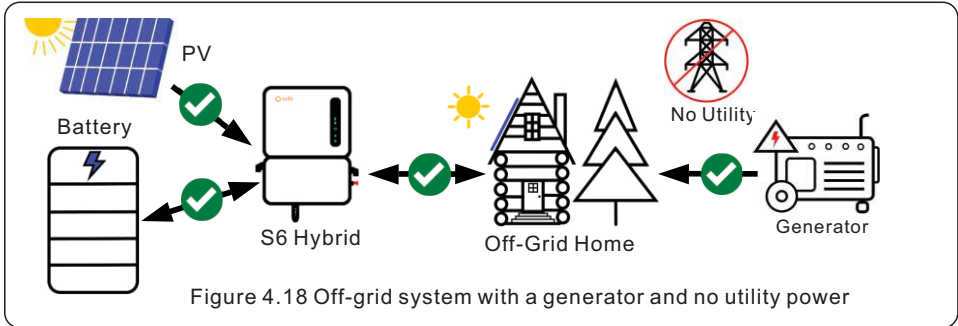 PV
No Utility
Battery
S6 Hybrid
Off-Grid Home
Generator
Figure 4.18 Off-grid system with a generator and no utility power